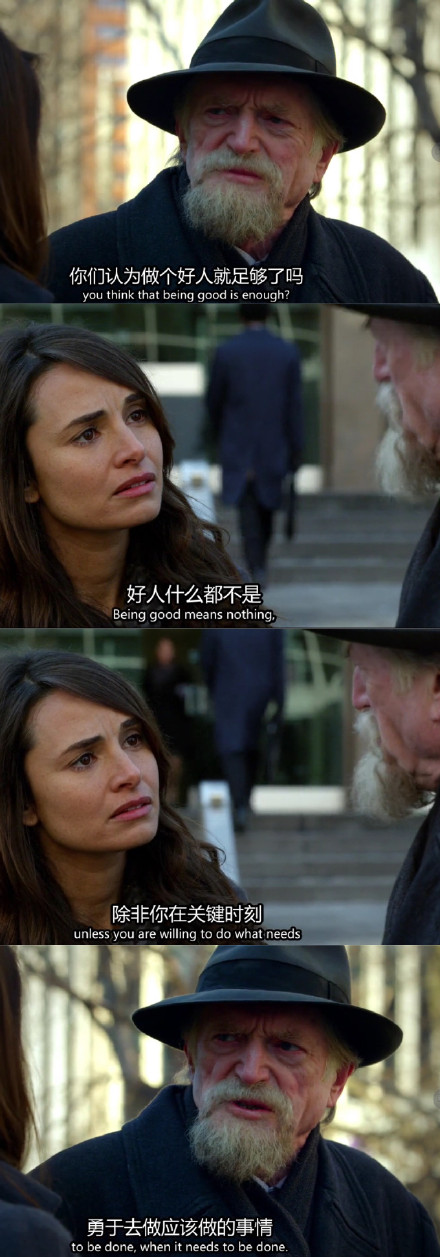 你们认为做个好人就足够了吗
you think that being good is enough?
好人什么都不是
Being good means nothing,
除非你在关键时刻
unless you are willing to do what needs
勇于去做应该做的事情
to be done, when it needs to be done.